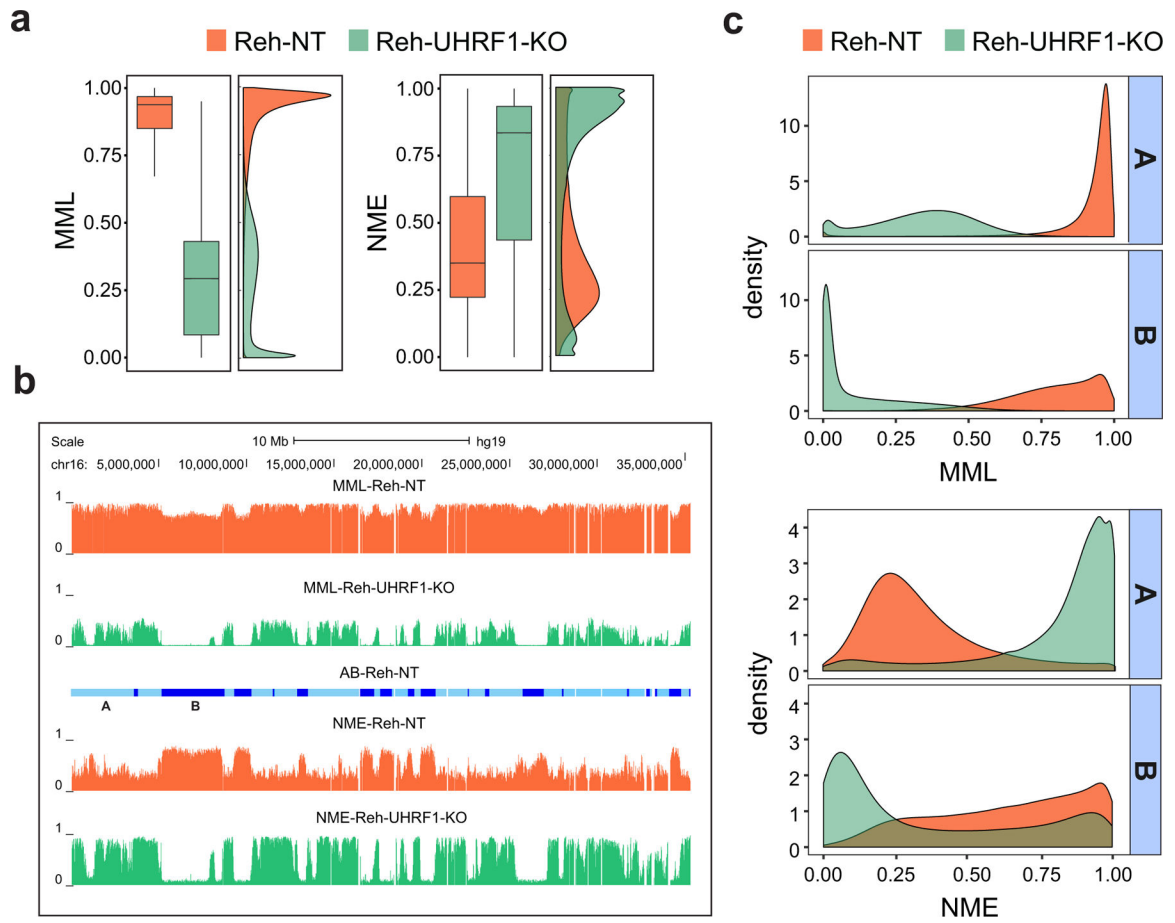 a
Reh-NT Reh-UHRF1-KO
MML
1.00
0.75
0.50
0.25
0.00
NME
1.00
0.75
0.50
0.25
0.00
b
Scale 10 Mb hg19
chr16: 5,000,000 10,000,000 15,000,000 20,000,000 25,000,000 30,000,000 35,000,000
MML-Reh-NT
1
0
MML-Reh-UHRF1-KO
1
0
AB-Reh-NT
A B
NME-Reh-NT
1
0
NME-Reh-UHRF1-KO
1
0
c
Reh-NT Reh-UHRF1-KO
density
10
5
0
A
10
5
0
B
0.00 0.25 0.50 0.75 1.00
MML
density
4
3
2
1
0
A
4
3
2
1
0
B
0.00 0.25 0.50 0.75 1.00
NME